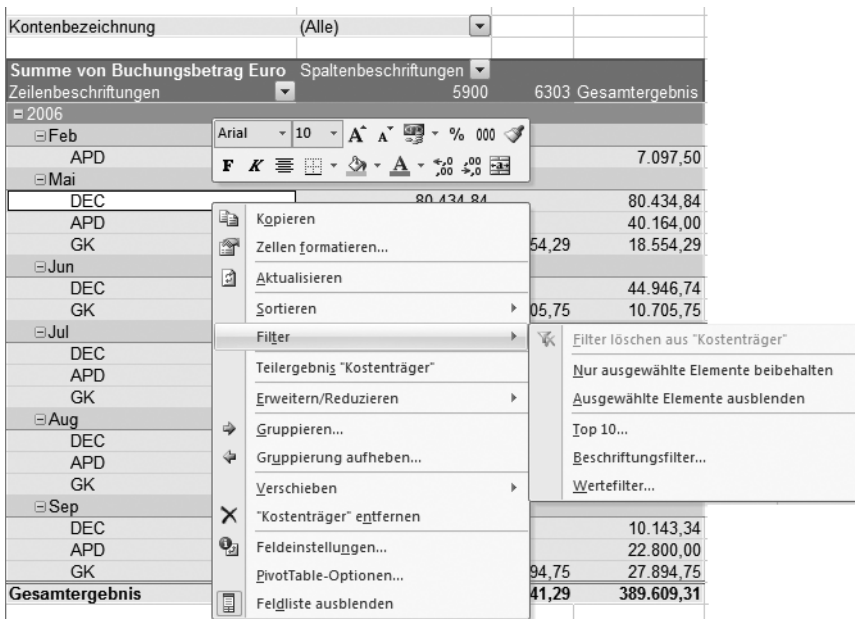 Kontenbezeichnung (Alle)
Summe von Buchungsbetrag Euro Spaltenbeschriftungen
Zeilenbeschriftungen 5900 6303 Gesamtergebnis
2006
Feb
Arial 10 % 000
APD 7.097,50
F K A
Mai
DEC 80.434,84 80.434,84
APD 40.164,00
GK 54,29 18.554,29
Jun
DEC 44.946,74
GK 05,75 10.705,75
Jul
DEC
APD
GK
Aug
DEC
APD
GK
Sep
DEC 10.143,34
APD 22.800,00
GK 94,75 27.894,75
Gesamtergebnis 41,29 389.609,31
Kopieren
Zellen formatieren...
Aktualisieren
Sortieren
Filter
Teilergebnis "Kostenträger"
Erweitern/Reduzieren
Gruppieren...
Gruppierung aufheben...
Verschieben
"Kostenträger" entfernen
Feldeinstellungen...
PivotTable-Optionen...
Feldliste ausblenden
Filter löschen aus "Kostenträger"
Nur ausgewählte Elemente beibehalten
Ausgewählte Elemente ausblenden
Top 10...
Beschriftungsfilter...
Wertefilter...